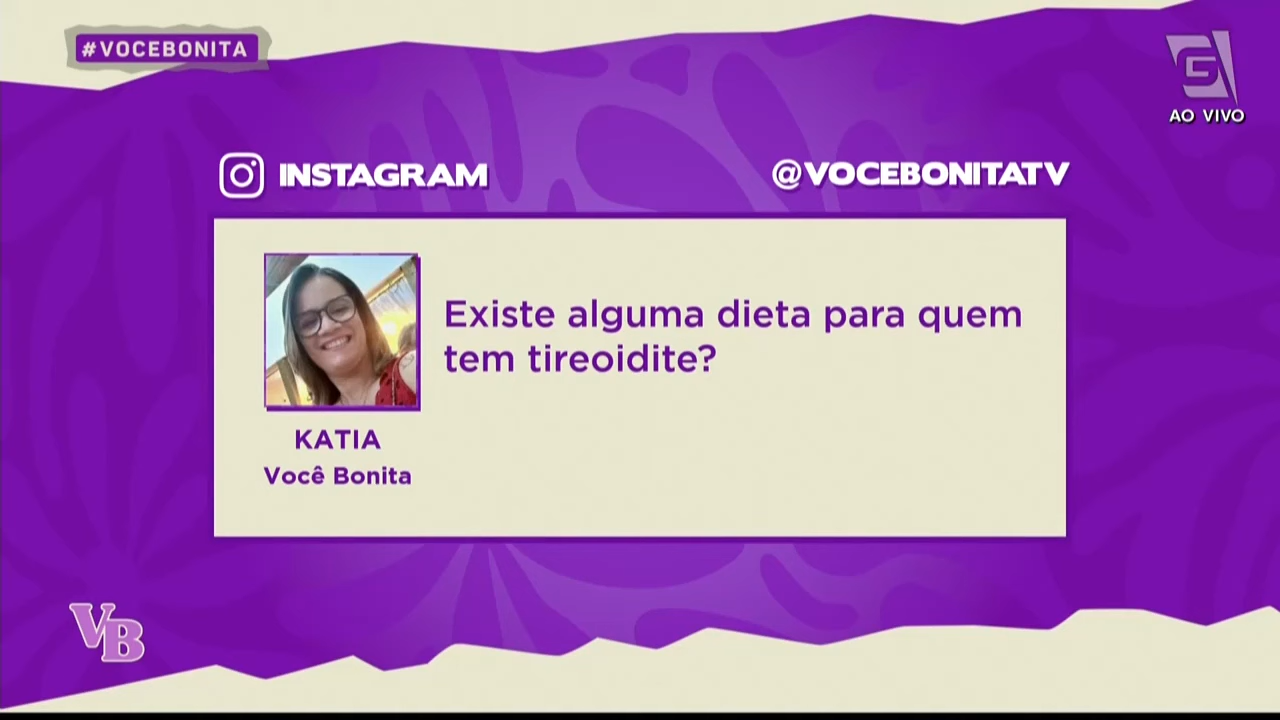 #VOCEBONITA
G
AO VIVO
INSTAGRAM
@VOCEBONITATV
Existe alguma dieta para quem
tem tireoidite?
KATIA
Você Bonita
VB